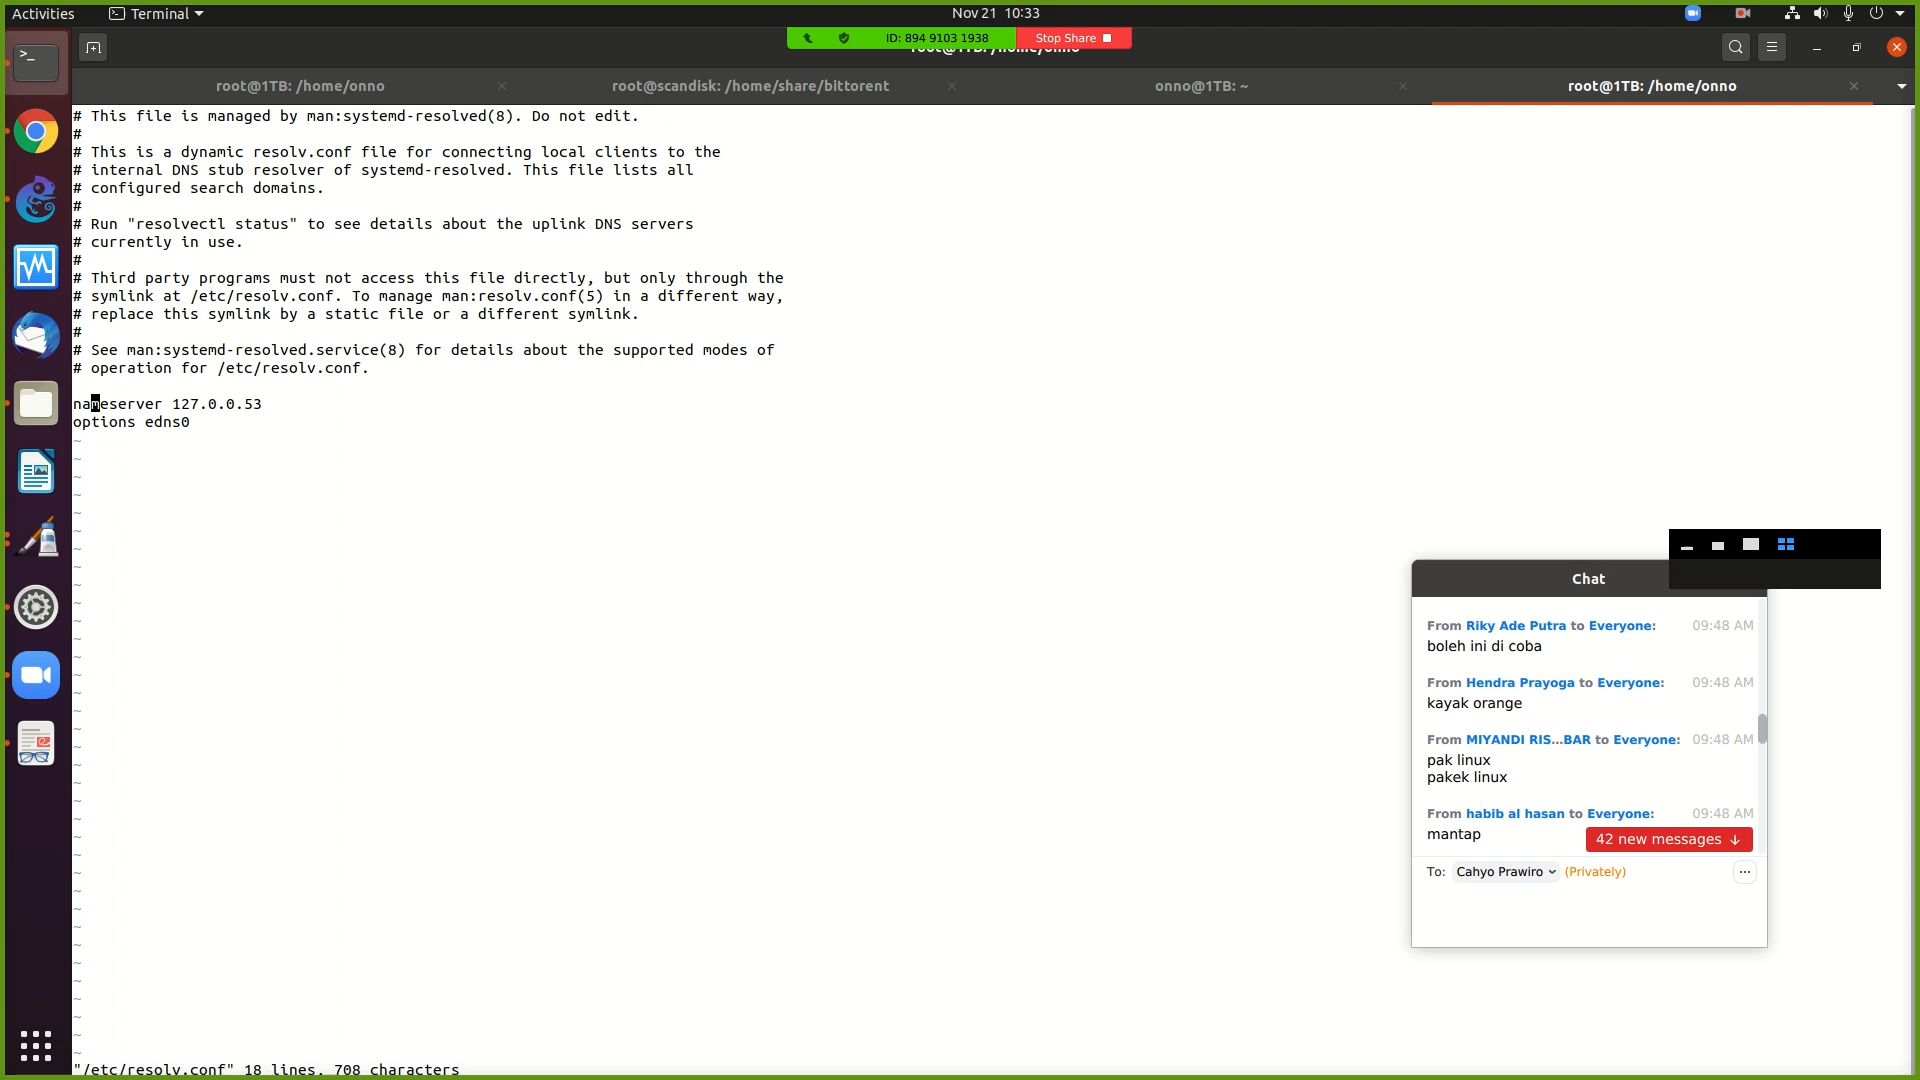 Activities
Terminal
Nov 21 10:33
ID: 894 9103 1938
Stop Share
root@1TB: /home/onno
root@1TB: /home/onno
root@scandisk: /home/share/bittorent
onno@1TB: ~
root@1TB: /home/onno
# This file is managed by man:systemd-resolved(8). Do not edit.
#
# This is a dynamic resolv.conf file for connecting local clients to the
# internal DNS stub resolver of systemd-resolved. This file lists all
# configured search domains.
#
# Run "resolvectl status" to see details about the uplink DNS servers
# currently in use.
#
# Third party programs must not access this file directly, but only through the
# symlink at /etc/resolv.conf. To manage man:resolv.conf(5) in a different way,
# replace this symlink by a static file or a different symlink.
#
# See man:systemd-resolved.service(8) for details about the supported modes of
# operation for /etc/resolv.conf.
nameserver 127.0.0.53
options edns0
"/etc/resolv.conf" 18 lines, 708 characters
Chat
From Riky Ade Putra to Everyone: 09:48 AM
boleh ini di coba
From Hendra Prayoga to Everyone: 09:48 AM
kayak orange
From MIYANDI RIS...BAR to Everyone: 09:48 AM
pak linux
pakek linux
From habib al hasan to Everyone: 09:48 AM
mantap
42 new messages ↓
To: Cahyo Prawiro (Privately)